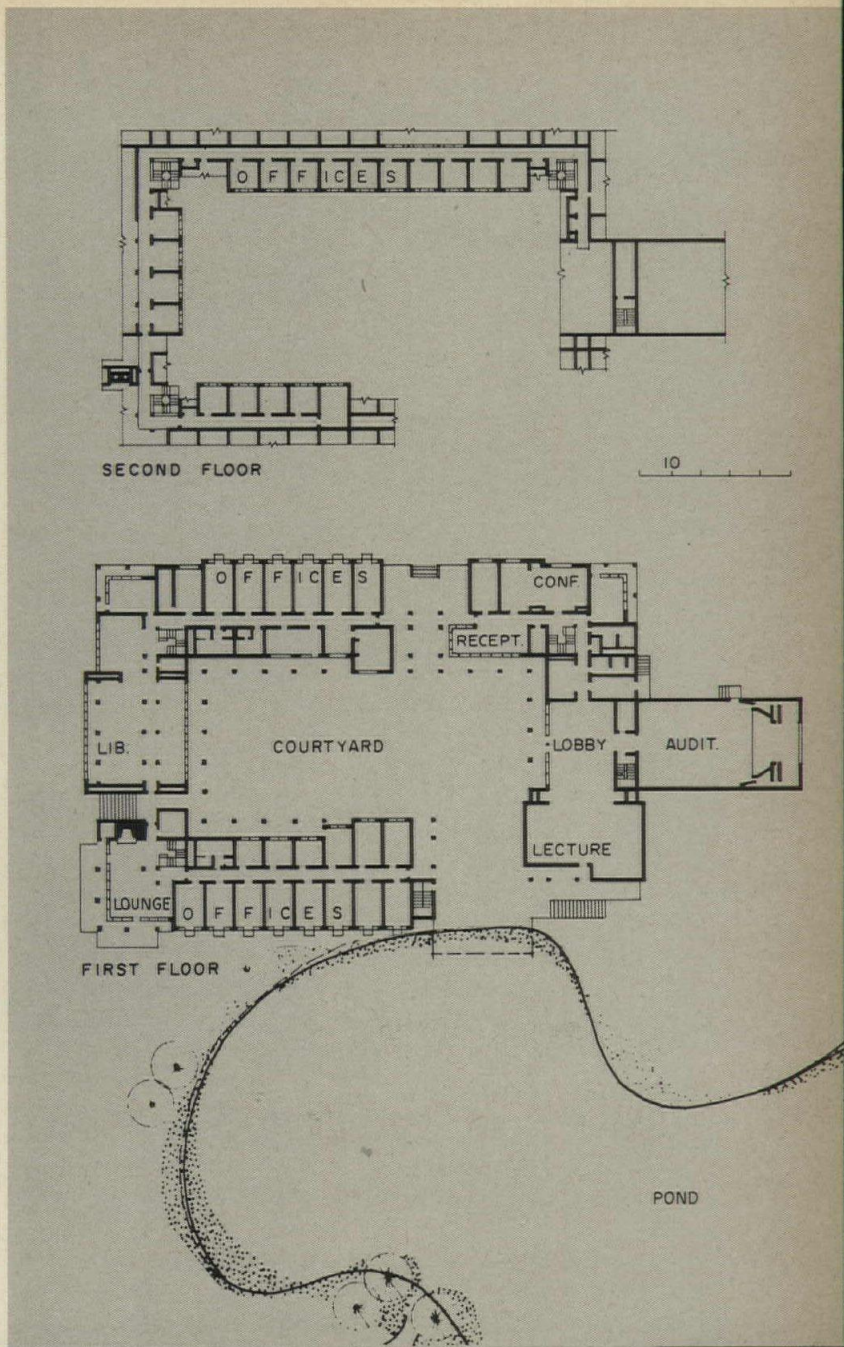 OFFICES
SECOND FLOOR
10
OFFICES
CONF.
RECEPT.
LIB.
COURTYARD
LOBBY
AUDIT.
LECTURE
LOUNGE
OFFICES
FIRST FLOOR
POND